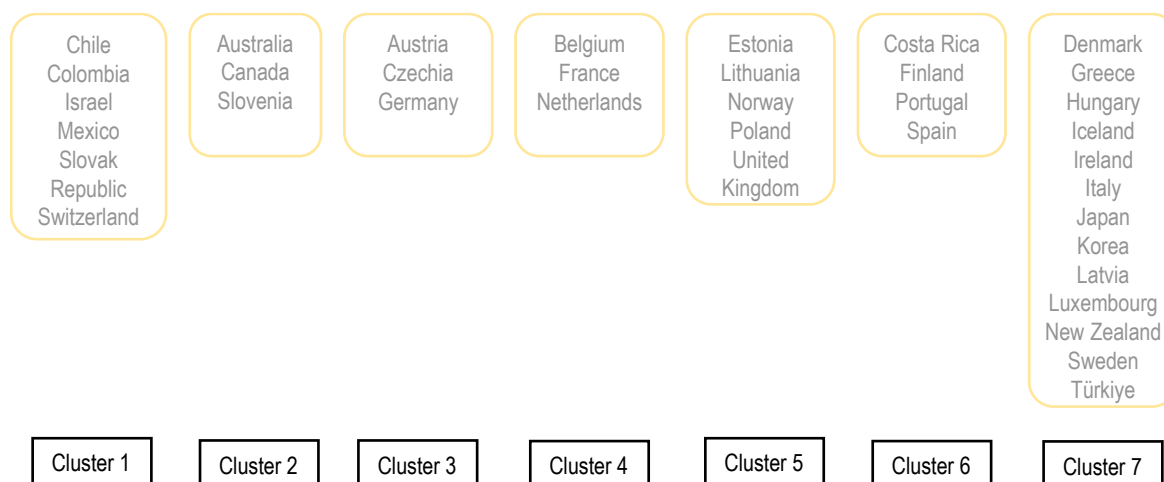 Chile
Colombia
Israel
Mexico
Slovak
Republic
Switzerland
Australia
Canada
Slovenia
Austria
Czechia
Germany
Belgium
France
Netherlands
Estonia
Lithuania
Norway
Poland
United
Kingdom
Costa Rica
Finland
Portugal
Spain
Denmark
Greece
Hungary
Iceland
Ireland
Italy
Japan
Korea
Latvia
Luxembourg
New Zealand
Sweden
Türkiye
Cluster 1
Cluster 2
Cluster 3
Cluster 4
Cluster 5
Cluster 6
Cluster 7